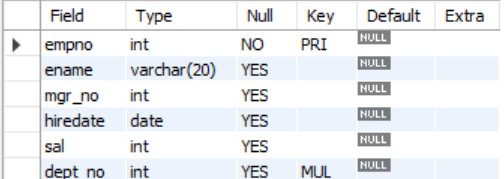 Field Type Null Key Default Extra
empno int NO PRI NULL
ename varchar(20) YES NULL
mgr_no int YES NULL
hiredate date YES NULL
sal int YES NULL
dept_no int YES MUL NULL